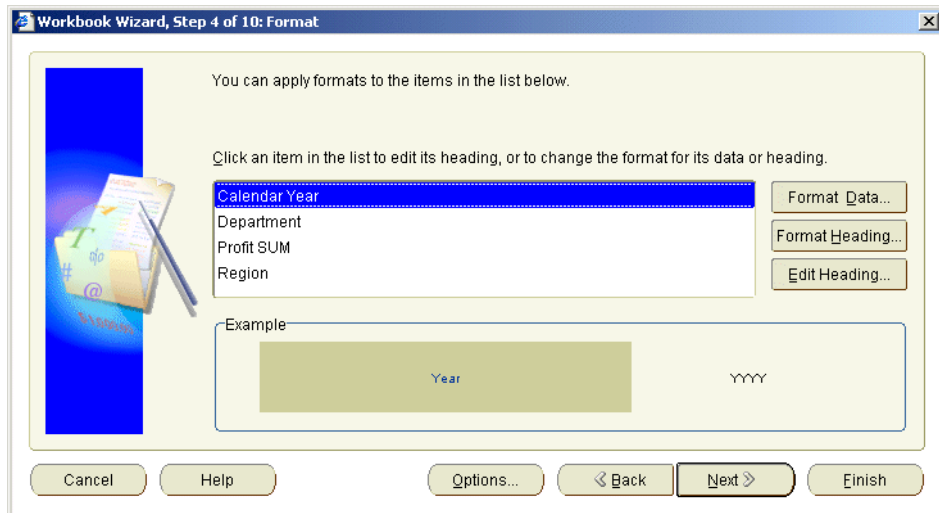 Workbook Wizard, Step 4 of 10: Format
You can apply formats to the items in the list below.
Click an item in the list to edit its heading, or to change the format for its data or heading.
Calendar Year
Department
Profit SUM
Region
Format Data...
Format Heading...
Edit Heading...
Example
Year YYYY
Cancel Help Options... Back Next Finish